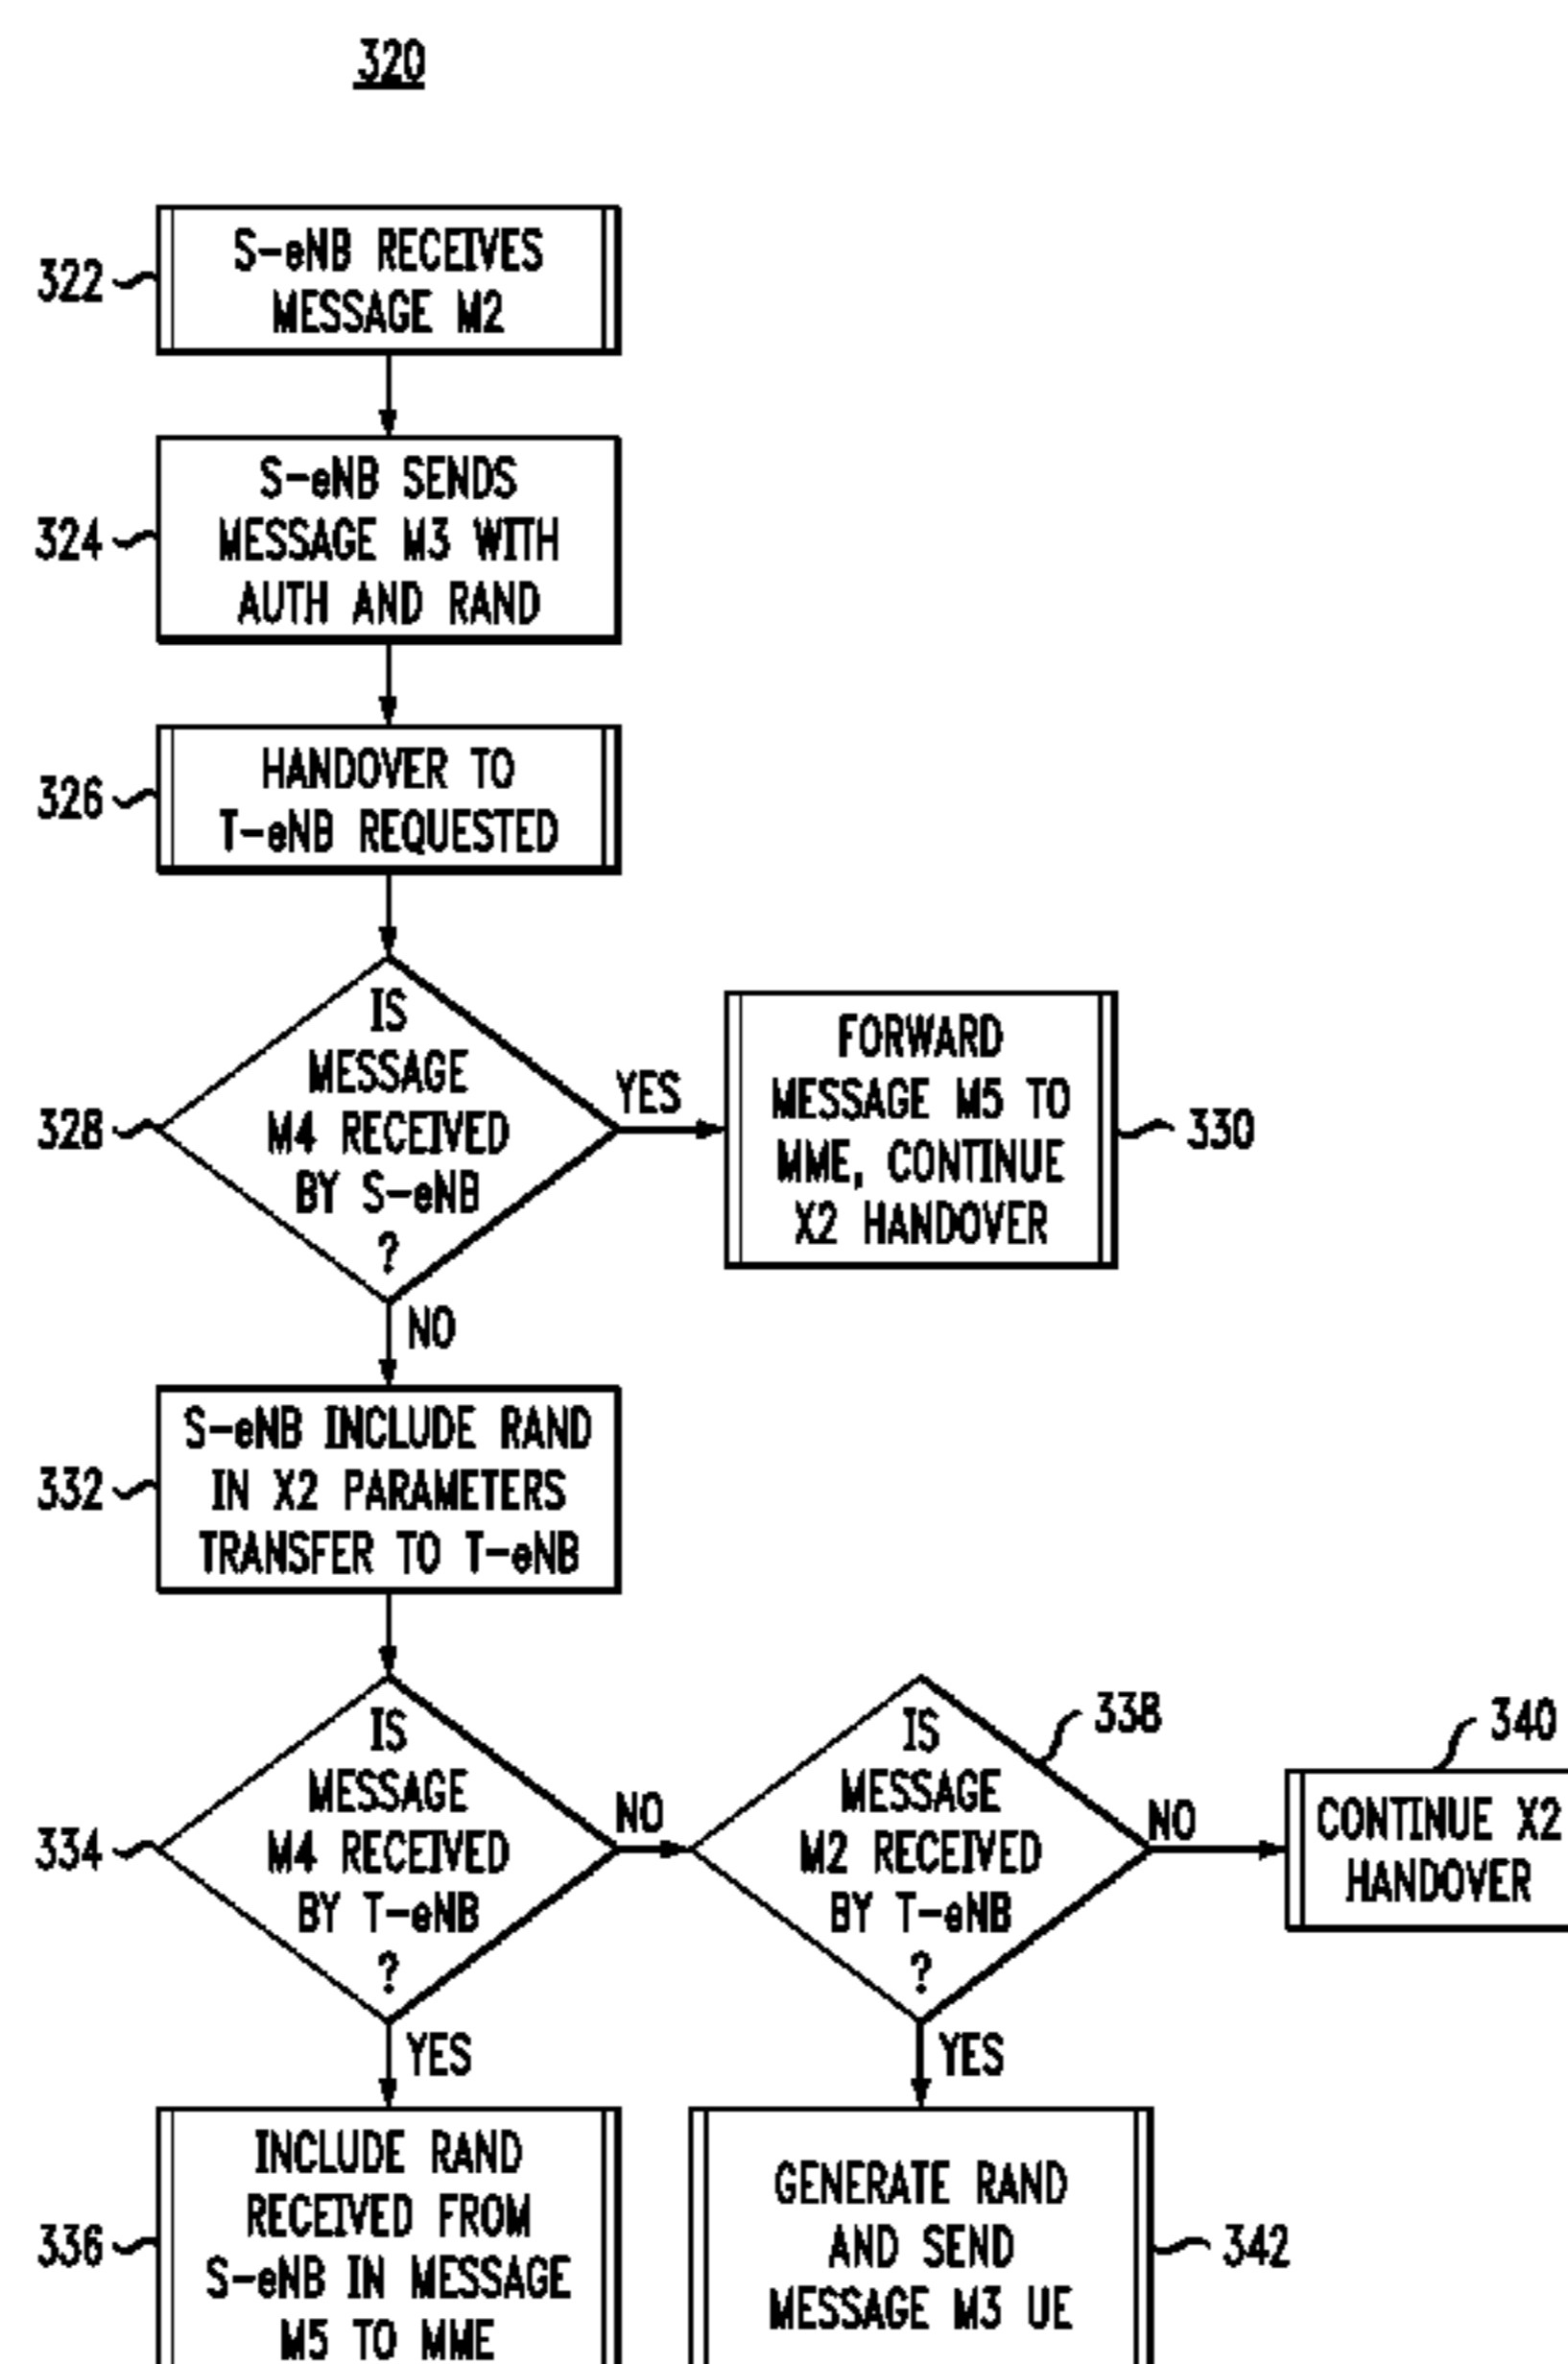 320
322
S-eNB RECEIVES
MESSAGE M2
324
S-eNB SENDS
MESSAGE M3 WITH
AUTH AND RAND
326
HANDOVER TO
T-eNB REQUESTED
328
IS
MESSAGE
M4 RECEIVED
BY S-eNB
?
YES
FORWARD
MESSAGE M5 TO
MME, CONTINUE
X2 HANDOVER
330
NO
332
S-eNB INCLUDE RAND
IN X2 PARAMETERS
TRANSFER TO T-eNB
334
IS
MESSAGE
M4 RECEIVED
BY T-eNB
?
NO
IS
MESSAGE
M2 RECEIVED
BY T-eNB
?
338
NO
340
CONTINUE X2
HANDOVER
YES
YES
336
INCLUDE RAND
RECEIVED FROM
S-eNB IN MESSAGE
M5 TO MME
GENERATE RAND
AND SEND
MESSAGE M3 UE
342